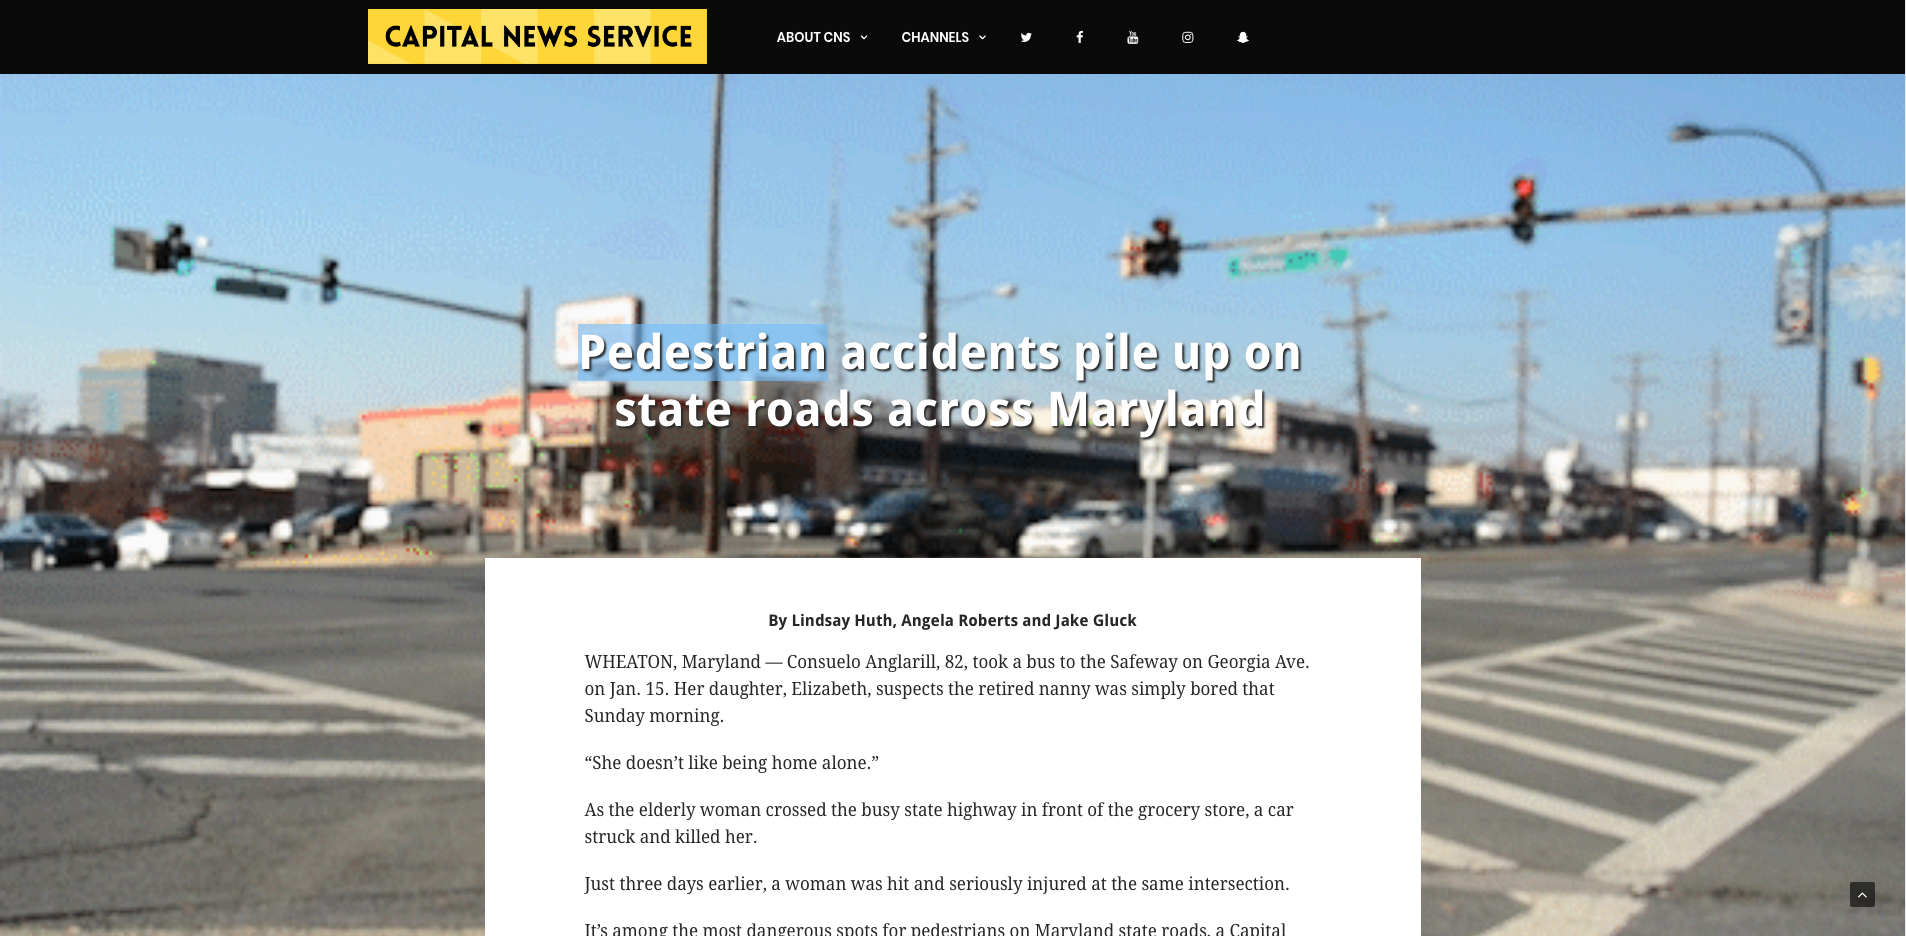 CAPITAL NEWS SERVICE
ABOUT CNS
CHANNELS
Pedestrian accidents pile up on
state roads across Maryland
By Lindsay Huth, Angela Roberts and Jake Gluck
WHEATON, Maryland — Consuelo Anglarill, 82, took a bus to the Safeway on Georgia Ave.
on Jan. 15. Her daughter, Elizabeth, suspects the retired nanny was simply bored that
Sunday morning.
“She doesn’t like being home alone.”
As the elderly woman crossed the busy state highway in front of the grocery store, a car
struck and killed her.
Just three days earlier, a woman was hit and seriously injured at the same intersection.
It’s among the most dangerous spots for pedestrians on Maryland state roads, a Capital